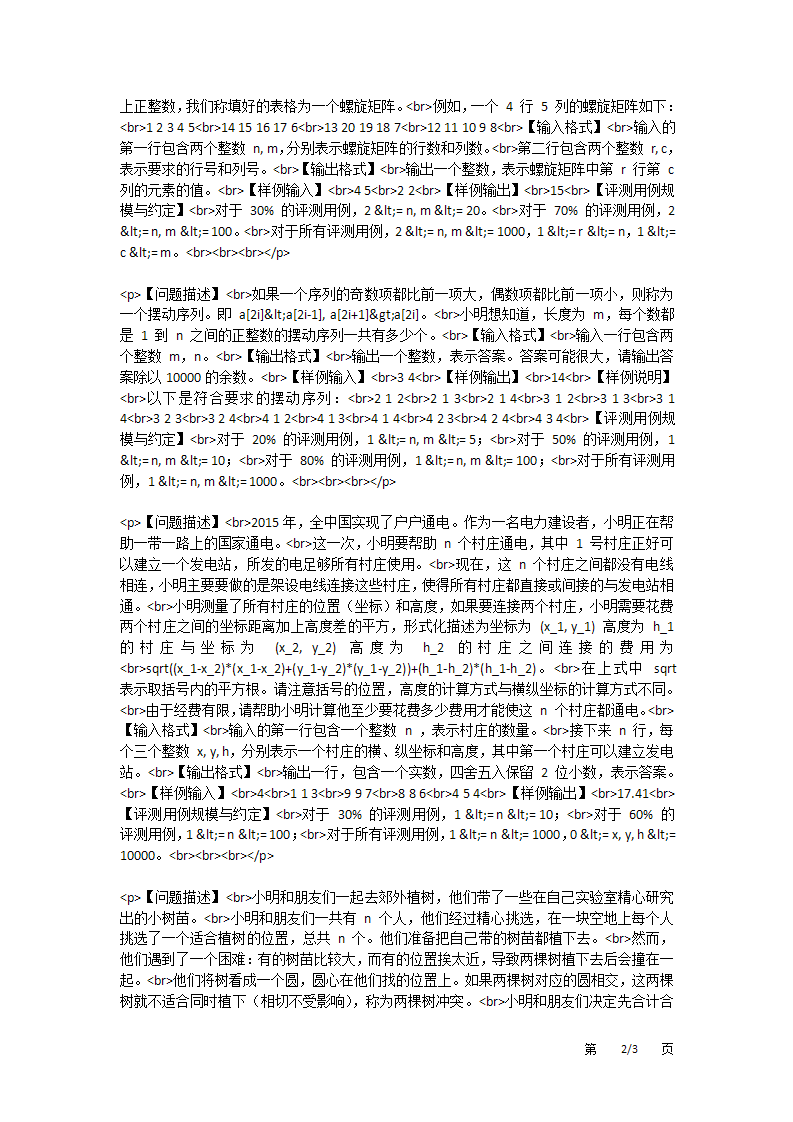 上正整数，我们称填好的表格为一个螺旋矩阵。<br>例如，一个 4 行 5 列的螺旋矩阵如下：
<br>1 2 3 4 5<br>14 15 16 17 6<br>13 20 19 18 7<br>12 11 10 9 8<br>【输入格式】<br>输入的
第一行包含两个整数 n, m，分别表示螺旋矩阵的行数和列数。<br>第二行包含两个整数 r, c，
表示要求的行号和列号。<br>【输出格式】<br>输出一个整数，表示螺旋矩阵中第 r 行第 c
列的元素的值。<br>【样例输入】<br>4 5<br>2 2<br>【样例输出】<br>15<br>【评测用例规
模与约定】<br>对于 30% 的评测用例，2 &lt;= n, m &lt;= 20。<br>对于 70% 的评测用例，2
&lt;= n, m &lt;= 100。<br>对于所有评测用例，2 &lt;= n, m &lt;= 1000，1 &lt;= r &lt;= n，1 &lt;=
c &lt;= m。<br><br><br></p>
<p>【问题描述】<br>如果一个序列的奇数项都比前一项大，偶数项都比前一项小，则称为
一个摆动序列。即 a[2i]&lt;a[2i-1], a[2i+1]&gt;a[2i]。<br>小明想知道，长度为 m，每个数都
是 1 到 n 之间的正整数的摆动序列一共有多少个。<br>【输入格式】<br>输入一行包含两
个整数 m，n。<br>【输出格式】<br>输出一个整数，表示答案。答案可能很大，请输出答
案除以10000的余数。<br>【样例输入】<br>3 4<br>【样例输出】<br>14<br>【样例说明】
<br>以下是符合要求的摆动序列：<br>2 1 2<br>2 1 3<br>2 1 4<br>3 1 2<br>3 1 3<br>3 1
4<br>3 2 3<br>3 2 4<br>4 1 2<br>4 1 3<br>4 1 4<br>4 2 3<br>4 2 4<br>4 3 4<br>【评测用例规
模与约定】<br>对于 20% 的评测用例，1 &lt;= n, m &lt;= 5；<br>对于 50% 的评测用例，1
&lt;= n, m &lt;= 10；<br>对于 80% 的评测用例，1 &lt;= n, m &lt;= 100；<br>对于所有评测用
例，1 &lt;= n, m &lt;= 1000。<br><br><br></p>
<p>【问题描述】<br>2015年，全中国实现了户户通电。作为一名电力建设者，小明正在帮
助一带一路上的国家通电。<br>这一次，小明要帮助 n 个村庄通电，其中 1 号村庄正好可
以建立一个发电站，所发的电足够所有村庄使用。<br>现在，这 n 个村庄之间都没有电线
相连，小明主要要做的是架设电线连接这些村庄，使得所有村庄都直接或间接的与发电站相
通。<br>小明测量了所有村庄的位置（坐标）和高度，如果要连接两个村庄，小明需要花费
两个村庄之间的坐标距离加上高度差的平方，形式化描述为坐标为 (x_1, y_1) 高度为 h_1
的村庄与坐标为 (x_2, y_2) 高度为 h_2 的村庄之间连接的费用为
<br>sqrt((x_1-x_2)*(x_1-x_2)+(y_1-y_2)*(y_1-y_2))+(h_1-h_2)*(h_1-h_2)。<br>在上式中 sqrt
表示取括号内的平方根。请注意括号的位置，高度的计算方式与横纵坐标的计算方式不同。
<br>由于经费有限，请帮助小明计算他至少要花费多少费用才能使这 n 个村庄都通电。<br>
【输入格式】<br>输入的第一行包含一个整数 n ，表示村庄的数量。<br>接下来 n 行，每
个三个整数 x, y, h，分别表示一个村庄的横、纵坐标和高度，其中第一个村庄可以建立发电
站。<br>【输出格式】<br>输出一行，包含一个实数，四舍五入保留 2 位小数，表示答案。
<br>【样例输入】<br>4<br>1 1 3<br>9 9 7<br>8 8 6<br>4 5 4<br>【样例输出】<br>17.41<br>
【评测用例规模与约定】<br>对于 30% 的评测用例，1 &lt;= n &lt;= 10；<br>对于 60% 的
评测用例，1 &lt;= n &lt;= 100；<br>对于所有评测用例，1 &lt;= n &lt;= 1000，0 &lt;= x, y, h &lt;=
10000。<br><br><br></p>
<p>【问题描述】<br>小明和朋友们一起去郊外植树，他们带了一些在自己实验室精心研究
出的小树苗。<br>小明和朋友们一共有 n 个人，他们经过精心挑选，在一块空地上每个人
挑选了一个适合植树的位置，总共 n 个。他们准备把自己带的树苗都植下去。<br>然而，
他们遇到了一个困难：有的树苗比较大，而有的位置挨太近，导致两棵树植下去后会撞在一
起。<br>他们将树看成一个圆，圆心在他们找的位置上。如果两棵树对应的圆相交，这两棵
树就不适合同时植下（相切不受影响），称为两棵树冲突。<br>小明和朋友们决定先合计合
第 2/3 页